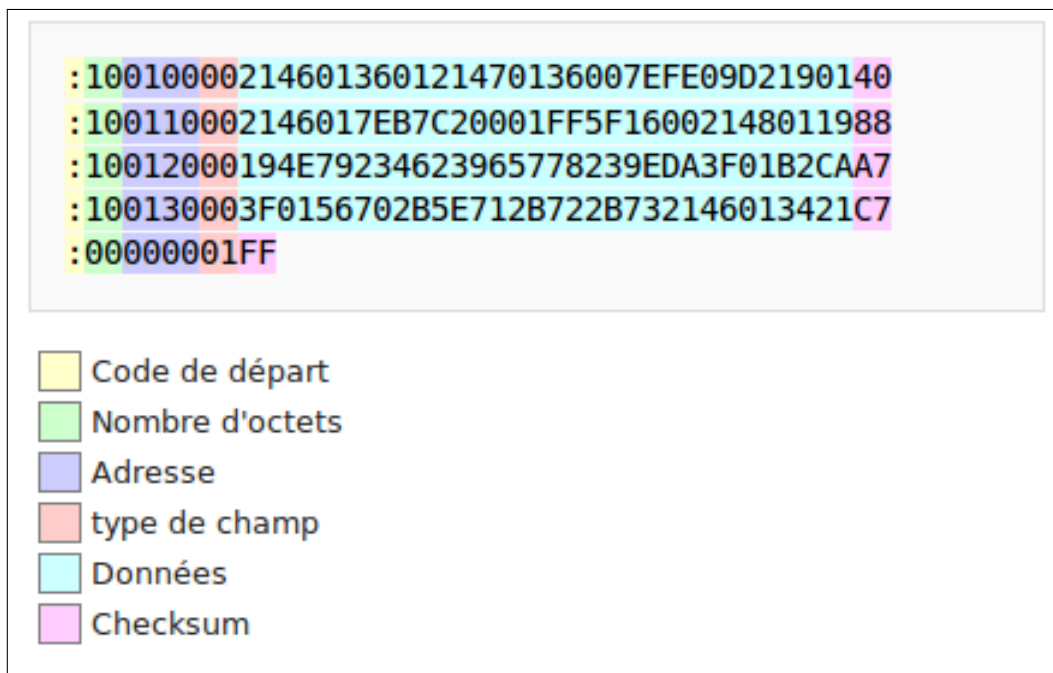 :10010000214601360121470136007EFE09D2190140
:100110002146017EB7C20001FF5F16002148011988
:10012000194E79234623965778239EDA3F01B2CAA7
:100130003F0156702B5E712B722B732146013421C7
:00000001FF
Code de départ
Nombre d'octets
Adresse
type de champ
Données
Checksum